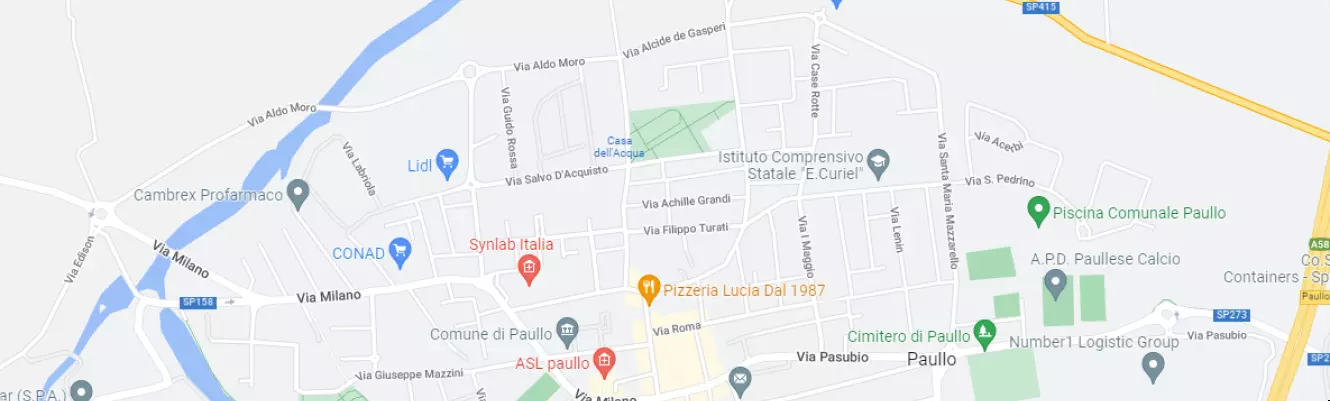 SP415
Via Alcide de Gasperi
Via Aldo Moro
Via Case Rotte
Via Aldo Moro
Via Guido Rossa
Via Labriola
Casa
dell'Acqua
Via Acerbi
Lidl
Istituto Comprensivo
Statale "E.Curiel"
Via Salvo D'Acquisto
Via Santa Maria Mazzarello
Via S. Pedrino
Cambrex Profarmaco
Via Achille Grandi
Piscina Comunale Paullo
Via Filippo Turati
Via I Maggio
Via Lenin
Via Edison
Via Milano
CONAD
Synlab Italia
A58
A.P.D. Paullese Calcio
Co.S
Containers - Sp
Via Milano
SP158
Pizzeria Lucia Dal 1987
Paullo
SP273
Comune di Paullo
Via Roma
Cimitero di Paullo
Via Pasubio
Number1 Logistic Group
Via Pasubio
Paullo
SP2
ASL paullo
Via Giuseppe Mazzini
Via Milano
ar (S.P.A.)